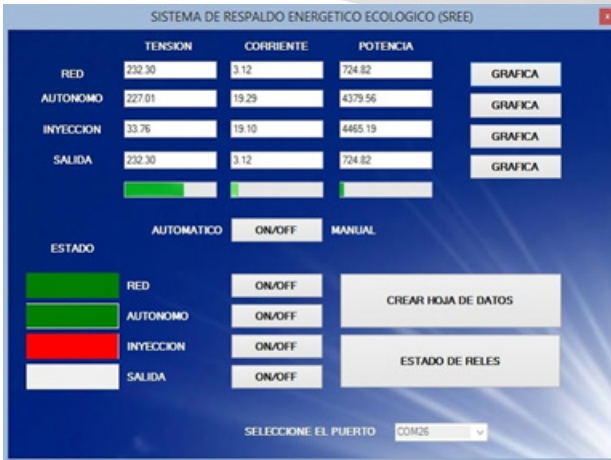 SISTEMA DE RESPALDO ENERGETICO ECOLOGICO (SREE)
x
TENSION CORRIENTE POTENCIA
RED 232.30 3.12 724.82 GRAFICA
AUTONOMO 227.01 19.29 4379.56 GRAFICA
INYECCION 33.76 19.10 4465.19 GRAFICA
SALIDA 232.30 3.12 724.82 GRAFICA
AUTOMATICO ON/OFF MANUAL
ESTADO
RED ON/OFF
CREAR HOJA DE DATOS
AUTONOMO ON/OFF
INYECCION ON/OFF
ESTADO DE RELES
SALIDA ON/OFF
SELECCIONE EL PUERTO COM26